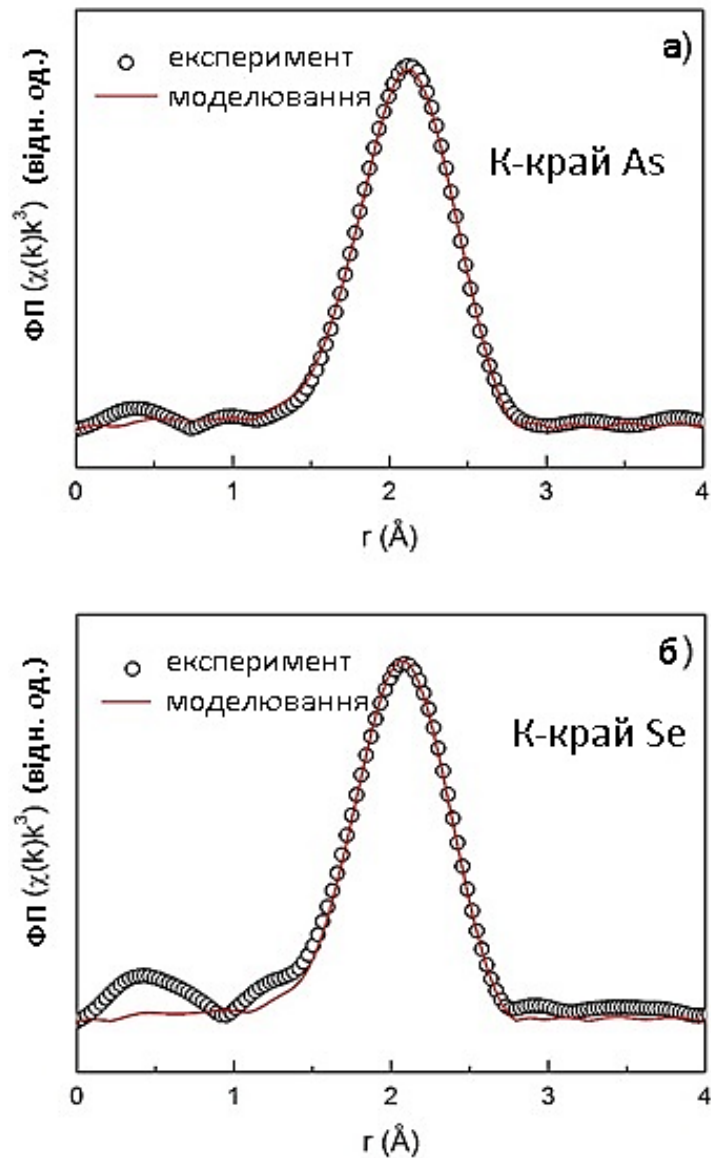 а)
експеримент
моделювання
К-край As
ФП (χ(k)k³) (відн. од.)
0 1 2 3 4
r (Å)
б)
експеримент
моделювання
К-край Se
ФП (χ(k)k³) (відн. од.)
0 1 2 3 4
r (Å)